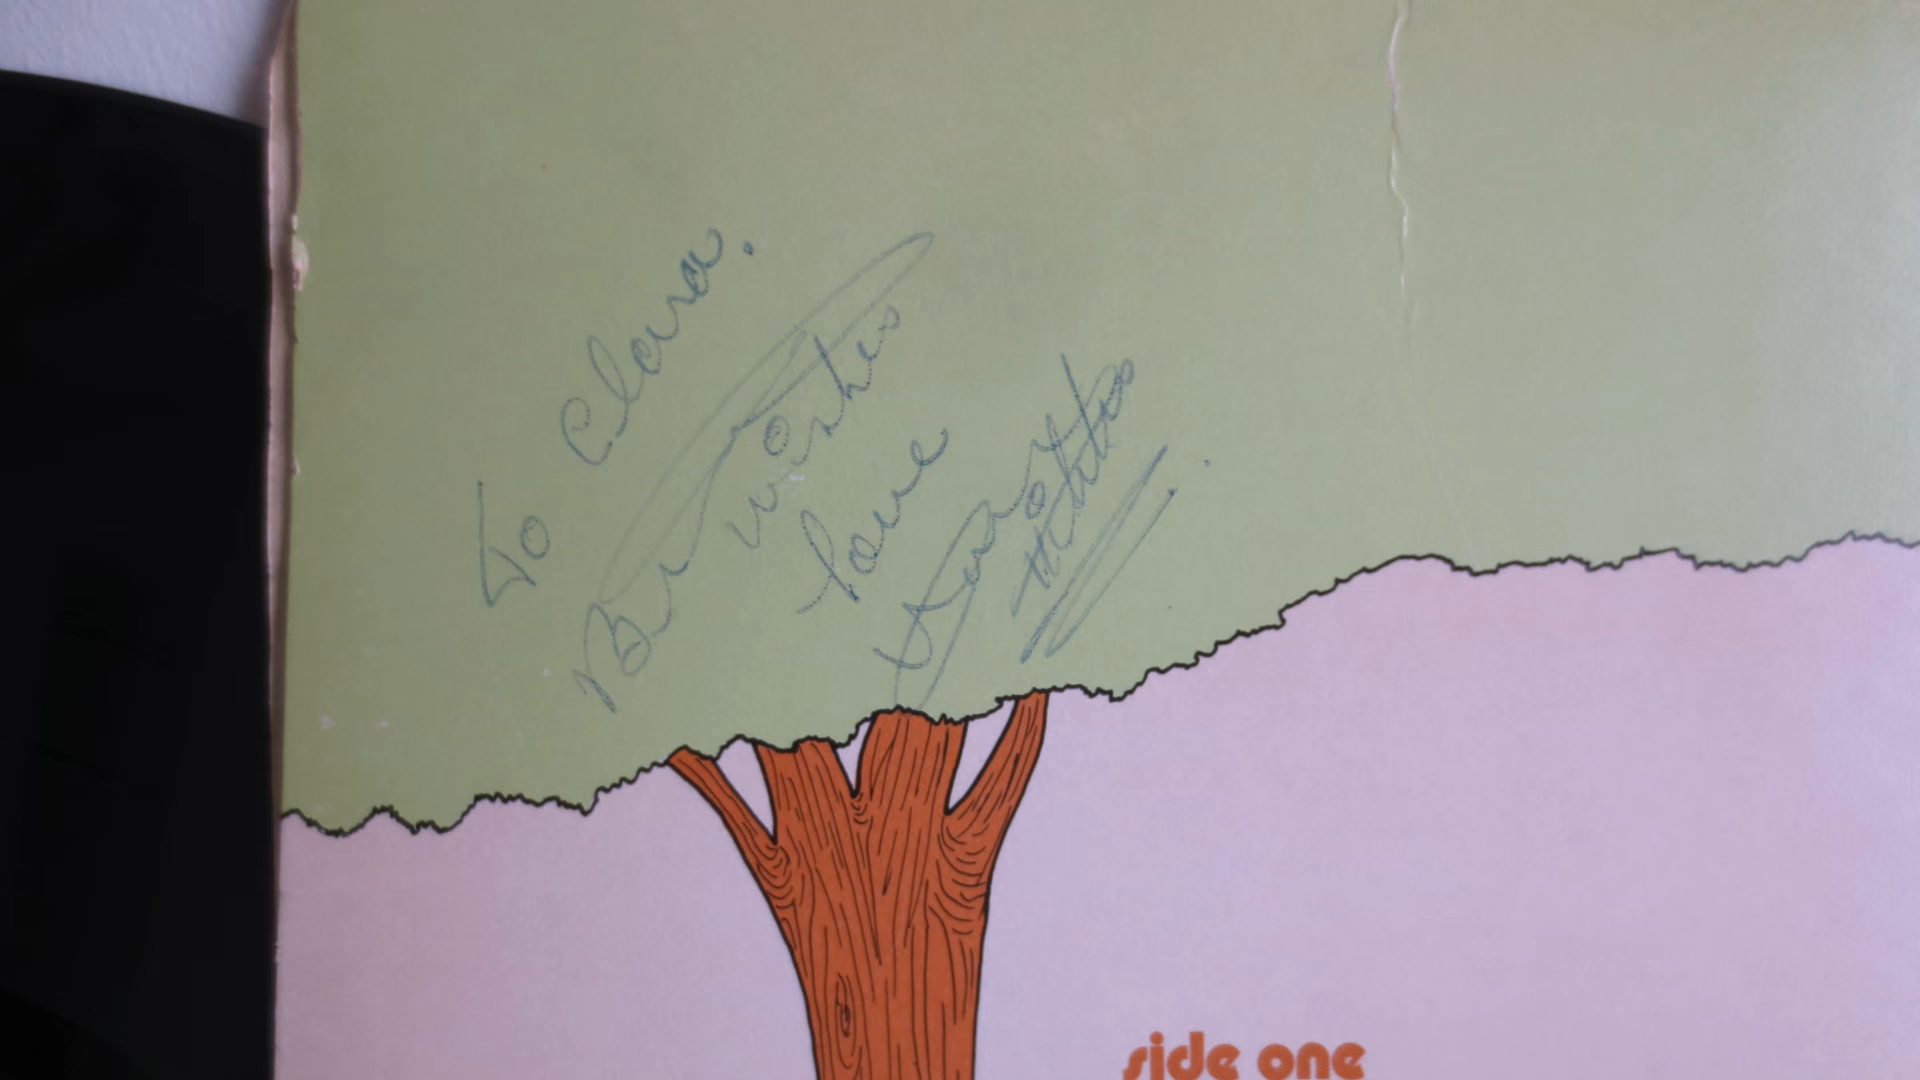 To Clara.
Best
wishes
love
side one